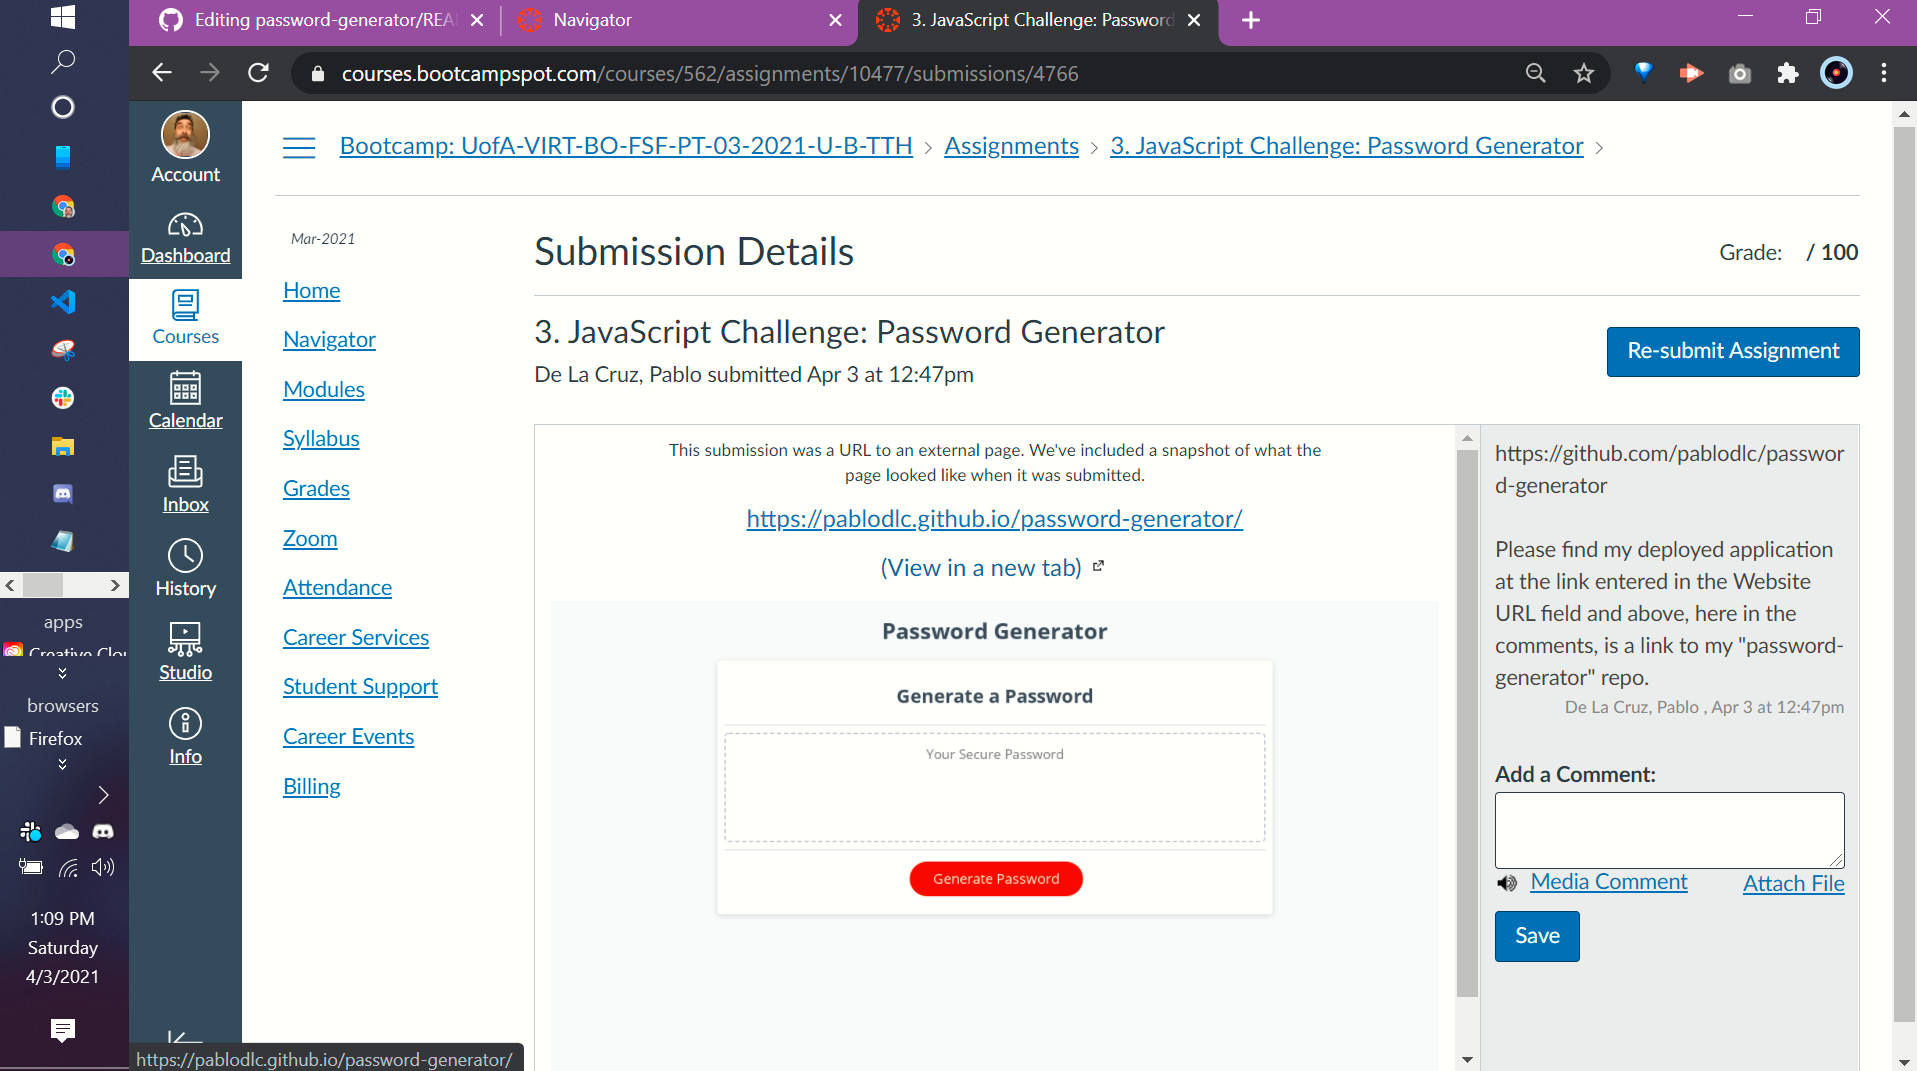 Editing password-generator/REA
Navigator
3. JavaScript Challenge: Password
courses.bootcampspot.com/courses/562/assignments/10477/submissions/4766
Account
Dashboard
Courses
Calendar
Inbox
History
Studio
Info
Bootcamp: UofA-VIRT-BO-FSF-PT-03-2021-U-B-TTH
Assignments
3. JavaScript Challenge: Password Generator
Mar-2021
Home
Navigator
Modules
Syllabus
Grades
Zoom
Attendance
Career Services
Student Support
Career Events
Billing
Submission Details
Grade: / 100
3. JavaScript Challenge: Password Generator
De La Cruz, Pablo submitted Apr 3 at 12:47pm
Re-submit Assignment
This submission was a URL to an external page. We've included a snapshot of what the
page looked like when it was submitted.
https://pablodlc.github.io/password-generator/
(View in a new tab)
Password Generator
Generate a Password
Your Secure Password
Generate Password
https://github.com/pablodlc/passwor
d-generator
Please find my deployed application
at the link entered in the Website
URL field and above, here in the
comments, is a link to my "password-
generator" repo.
De La Cruz, Pablo , Apr 3 at 12:47pm
Add a Comment:
Media Comment
Attach File
Save
apps
Creative Clou
browsers
Firefox
1:09 PM
Saturday
4/3/2021
https://pablodlc.github.io/password-generator/